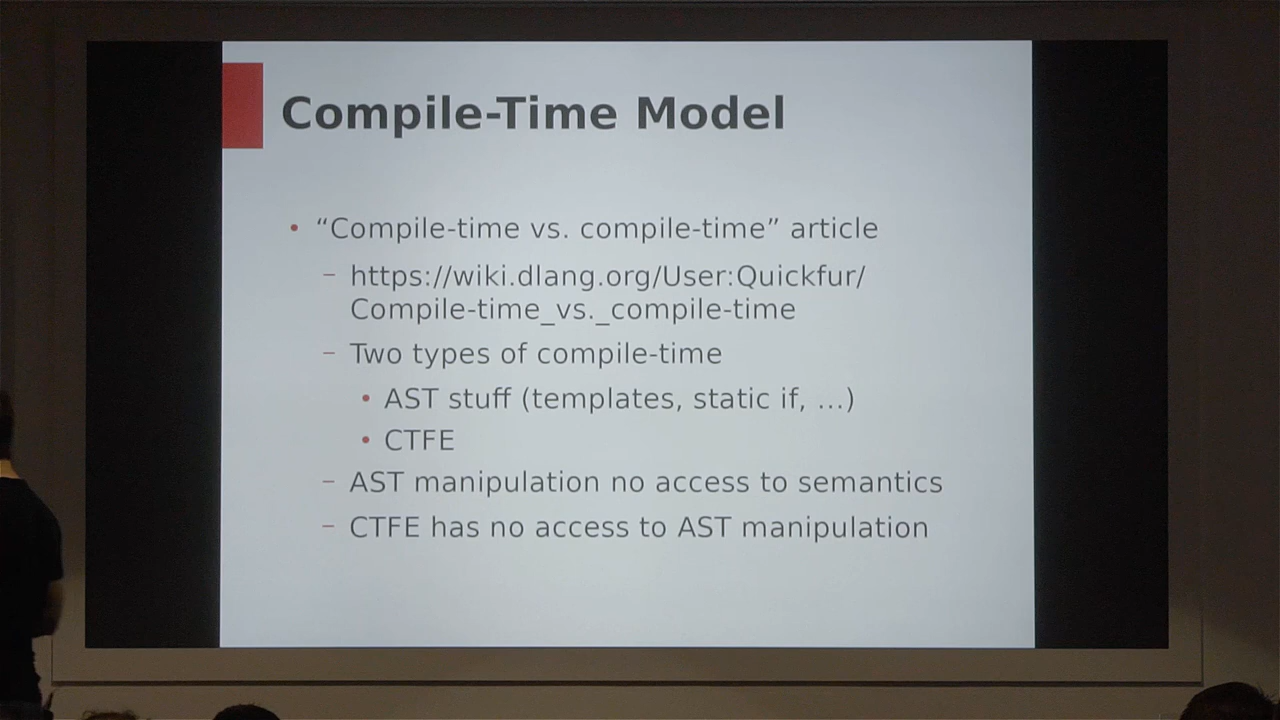 Compile-Time Model
• “Compile-time vs. compile-time” article
– https://wiki.dlang.org/User:Quickfur/
Compile-time_vs._compile-time
– Two types of compile-time
• AST stuff (templates, static if, …)
• CTFE
– AST manipulation no access to semantics
– CTFE has no access to AST manipulation